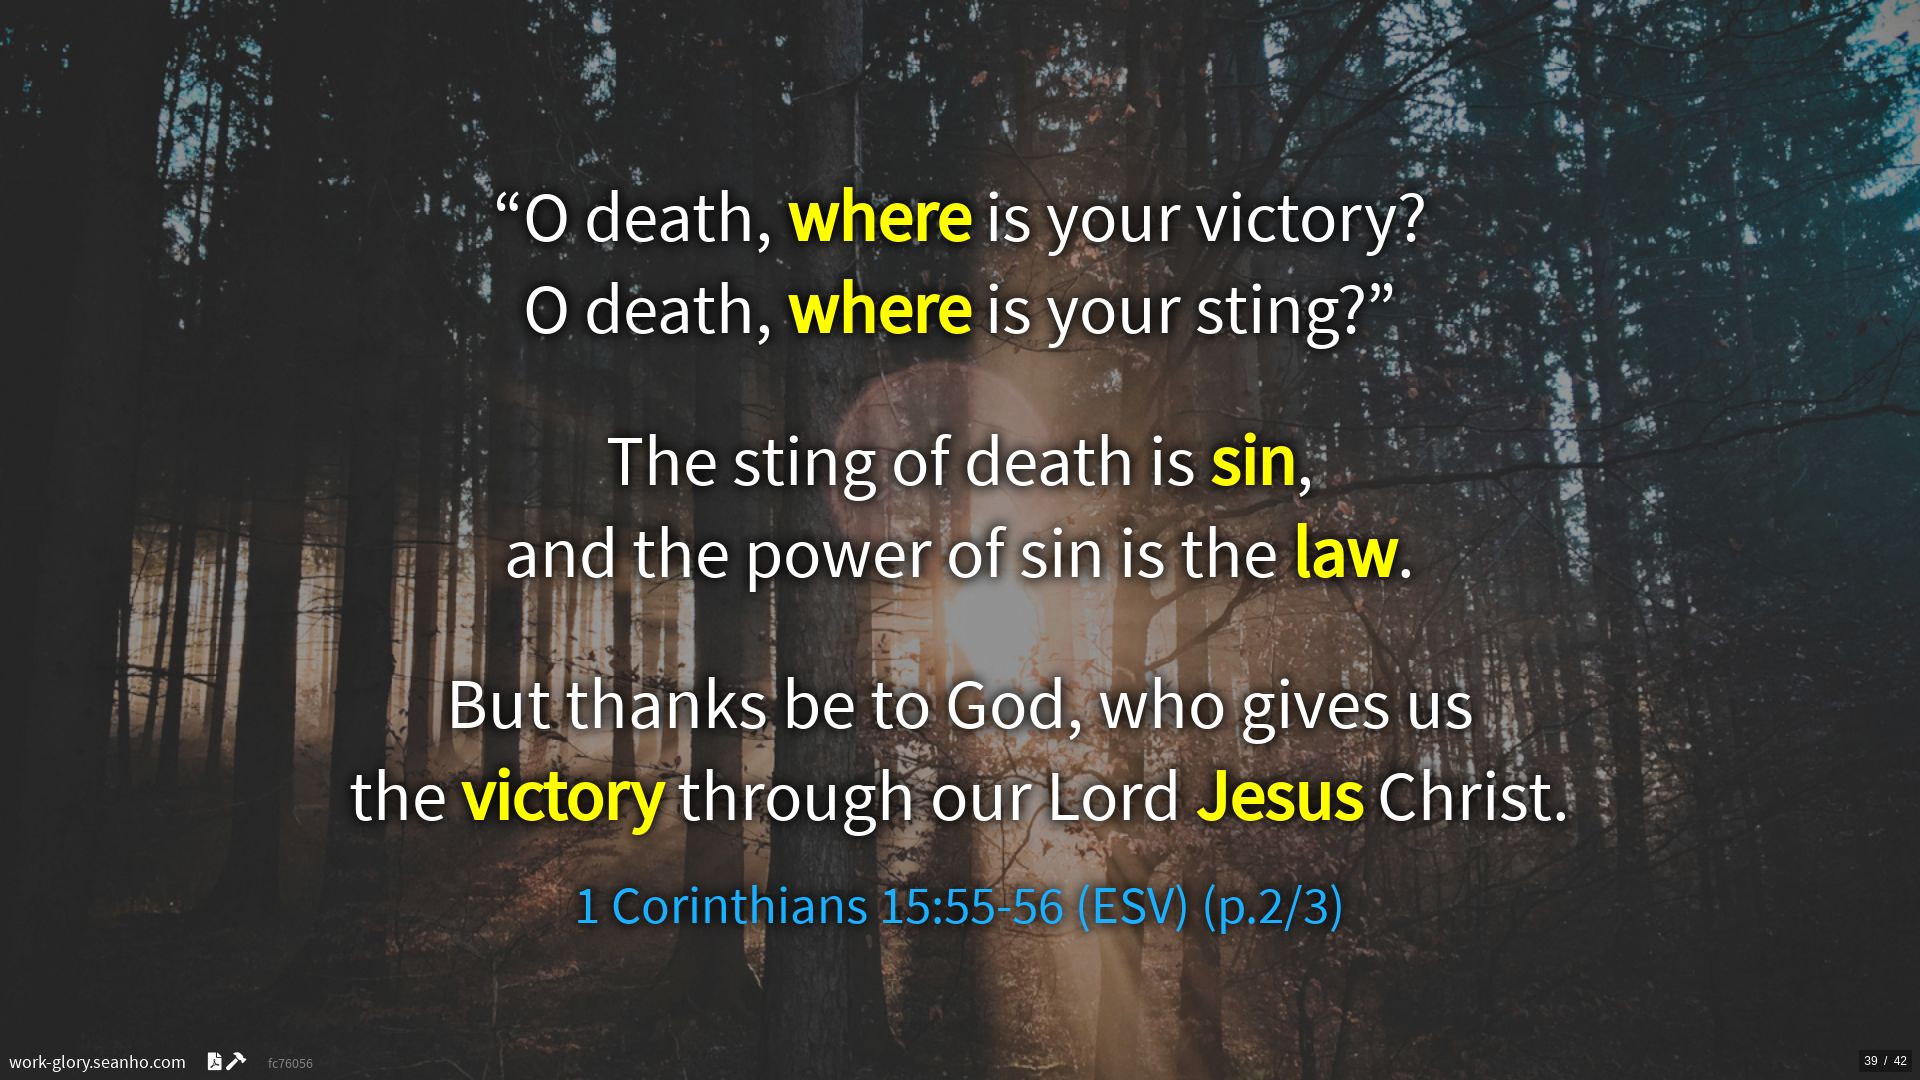 “O death, where is your victory?
O death, where is your sting?”
The sting of death is sin,
and the power of sin is the law.
But thanks be to God, who gives us
the victory through our Lord Jesus Christ.
1 Corinthians 15:55-56 (ESV) (p.2/3)
work-glory.seanho.com fc76056
39 / 42